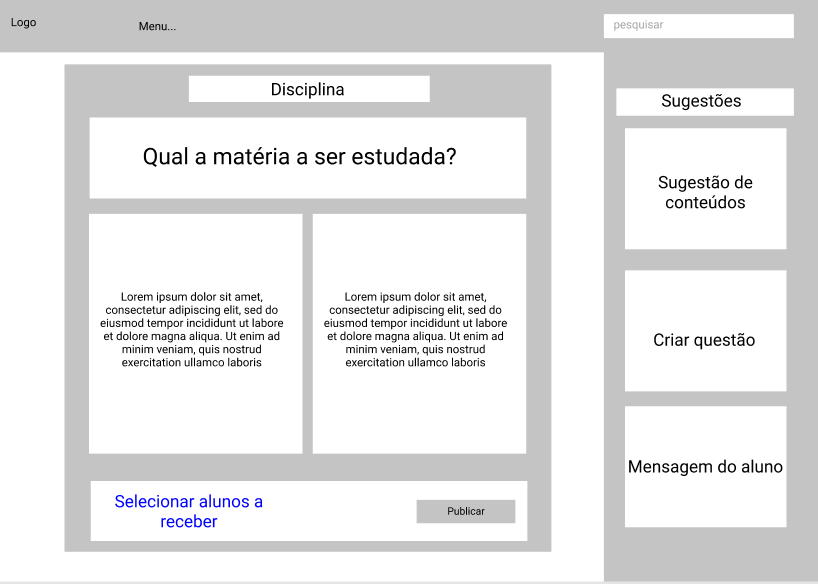 Logo
Menu...
pesquisar
Disciplina
Qual a matéria a ser estudada?
Lorem ipsum dolor sit amet,
consectetur adipiscing elit, sed do
eiusmod tempor incididunt ut labore
et dolore magna aliqua. Ut enim ad
minim veniam, quis nostrud
exercitation ullamco laboris
Lorem ipsum dolor sit amet,
consectetur adipiscing elit, sed do
eiusmod tempor incididunt ut labore
et dolore magna aliqua. Ut enim ad
minim veniam, quis nostrud
exercitation ullamco laboris
Selecionar alunos a
receber
Publicar
Sugestões
Sugestão de
conteúdos
Criar questão
Mensagem do aluno